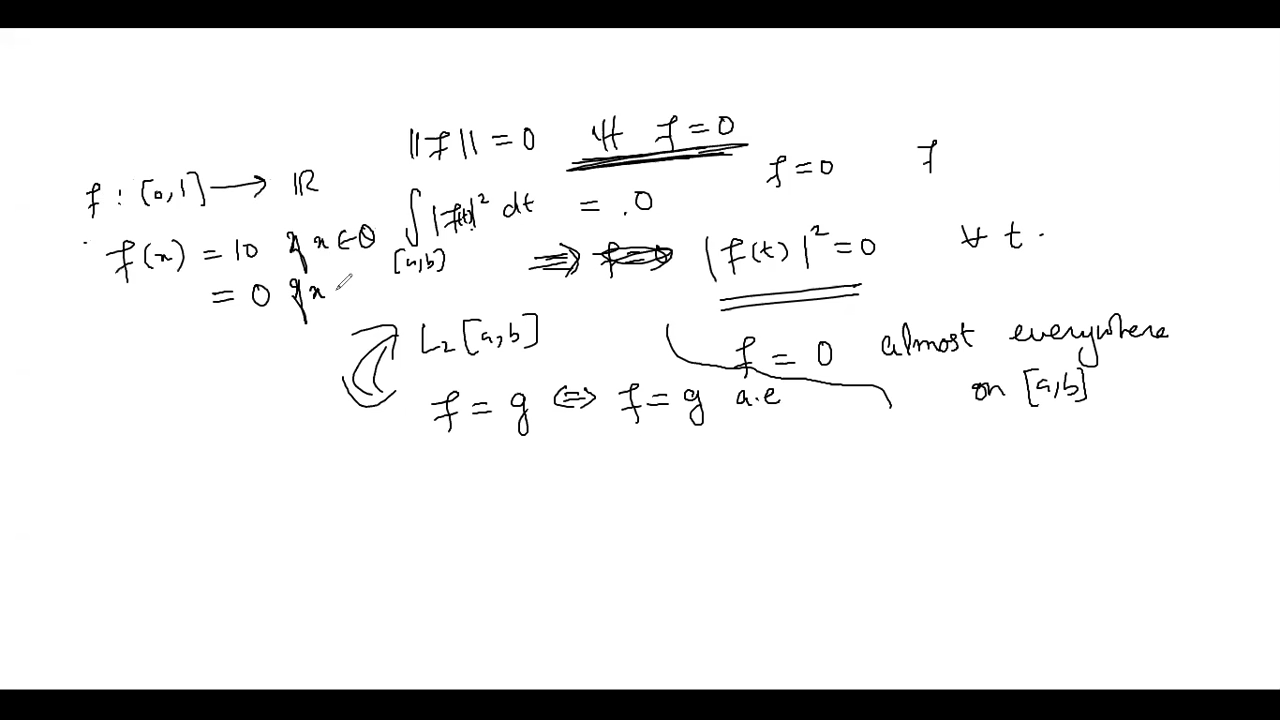 ||f|| = 0 iff f = 0
f = 0 f
f : [0,1] → ℝ
∫ |f(t)|² dt = .0
[a,b]
f(x) = 10 if x ∈ Q
⇒ |f(t)|² = 0 ∀ t.
= 0 if x
L₂[a,b]
f = 0 almost everywhere
on [a,b]
f = g ⇔ f = g a.e